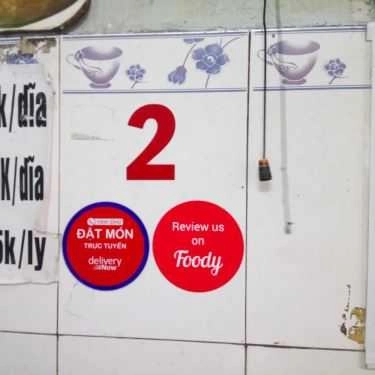 k/dĩa
K/dĩa
5k/ly
2
ĐẶT MÓN
TRỰC TUYẾN
delivery
Now
Review us
on
Foody